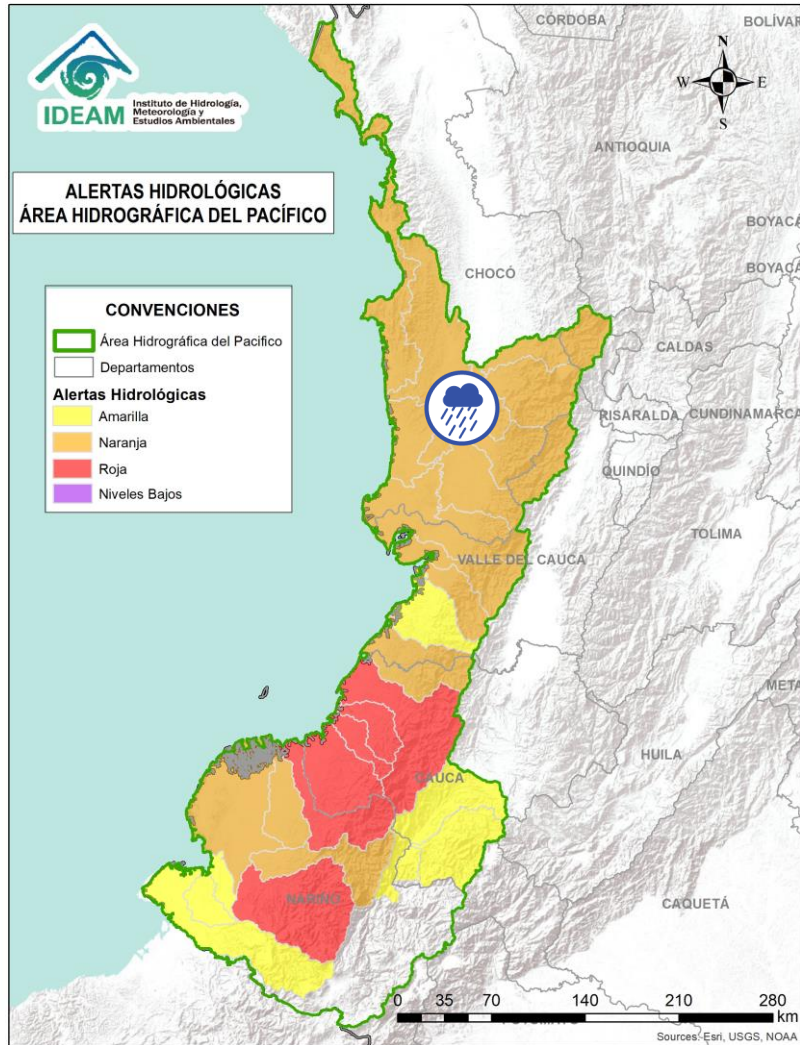 IDEAM
Instituto de Hidrología,
Meteorología y
Estudios Ambientales
ALERTAS HIDROLÓGICAS
ÁREA HIDROGRÁFICA DEL PACÍFICO
CONVENCIONES
Área Hidrográfica del Pacifico
Departamentos
Alertas Hidrológicas
Amarilla
Naranja
Roja
Niveles Bajos
N
W
E
S
CÓRDOBA
BOLÍVAR
ANTIOQUIA
BOYACÁ
BOYACÁ
CHOCÓ
CALDAS
RISARALDA
CUNDINAMARCA
QUINDÍO
TOLIMA
VALLE DEL CAUCA
META
HUILA
CAUCA
CAQUETÁ
NARIÑO
0 35 70 140 210 280
km
Sources: Esri, USGS, NOAA